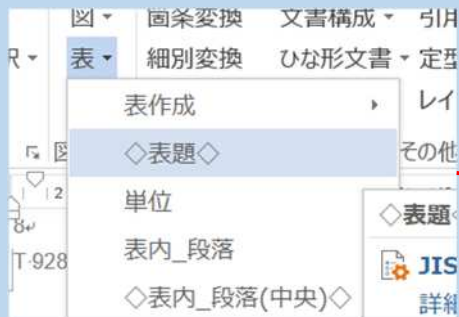 図 箇条変換 文書構成 引用
表 細別変換 ひな形文書 定型
表作成 レイ
◇表題◇ その他
単位
2
◇表題
表内_段落
T-928
JIS
◇表内_段落(中央)◇
詳細